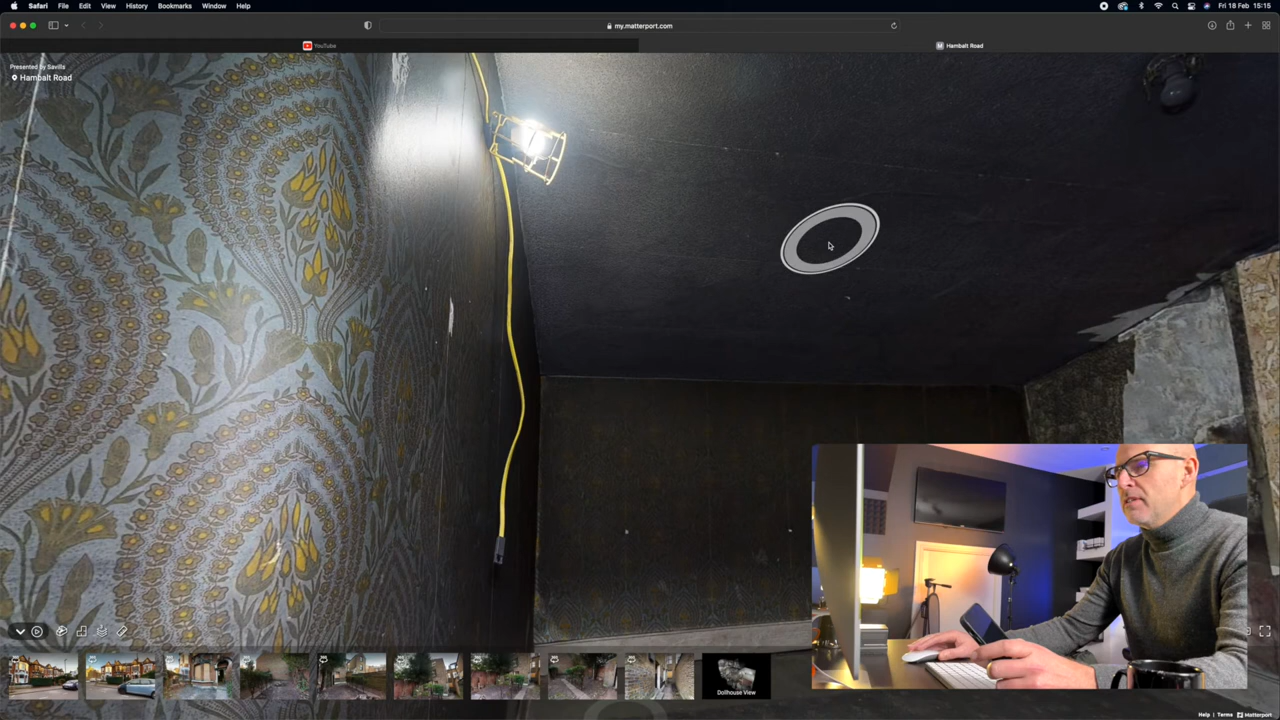 Safari File Edit View History Bookmarks Window Help
Fri 18 Feb 15:15
my.matterport.com
YouTube
M Hambalt Road
Presented by Savills
Hambalt Road
Dollhouse View
Help | Terms Matterport